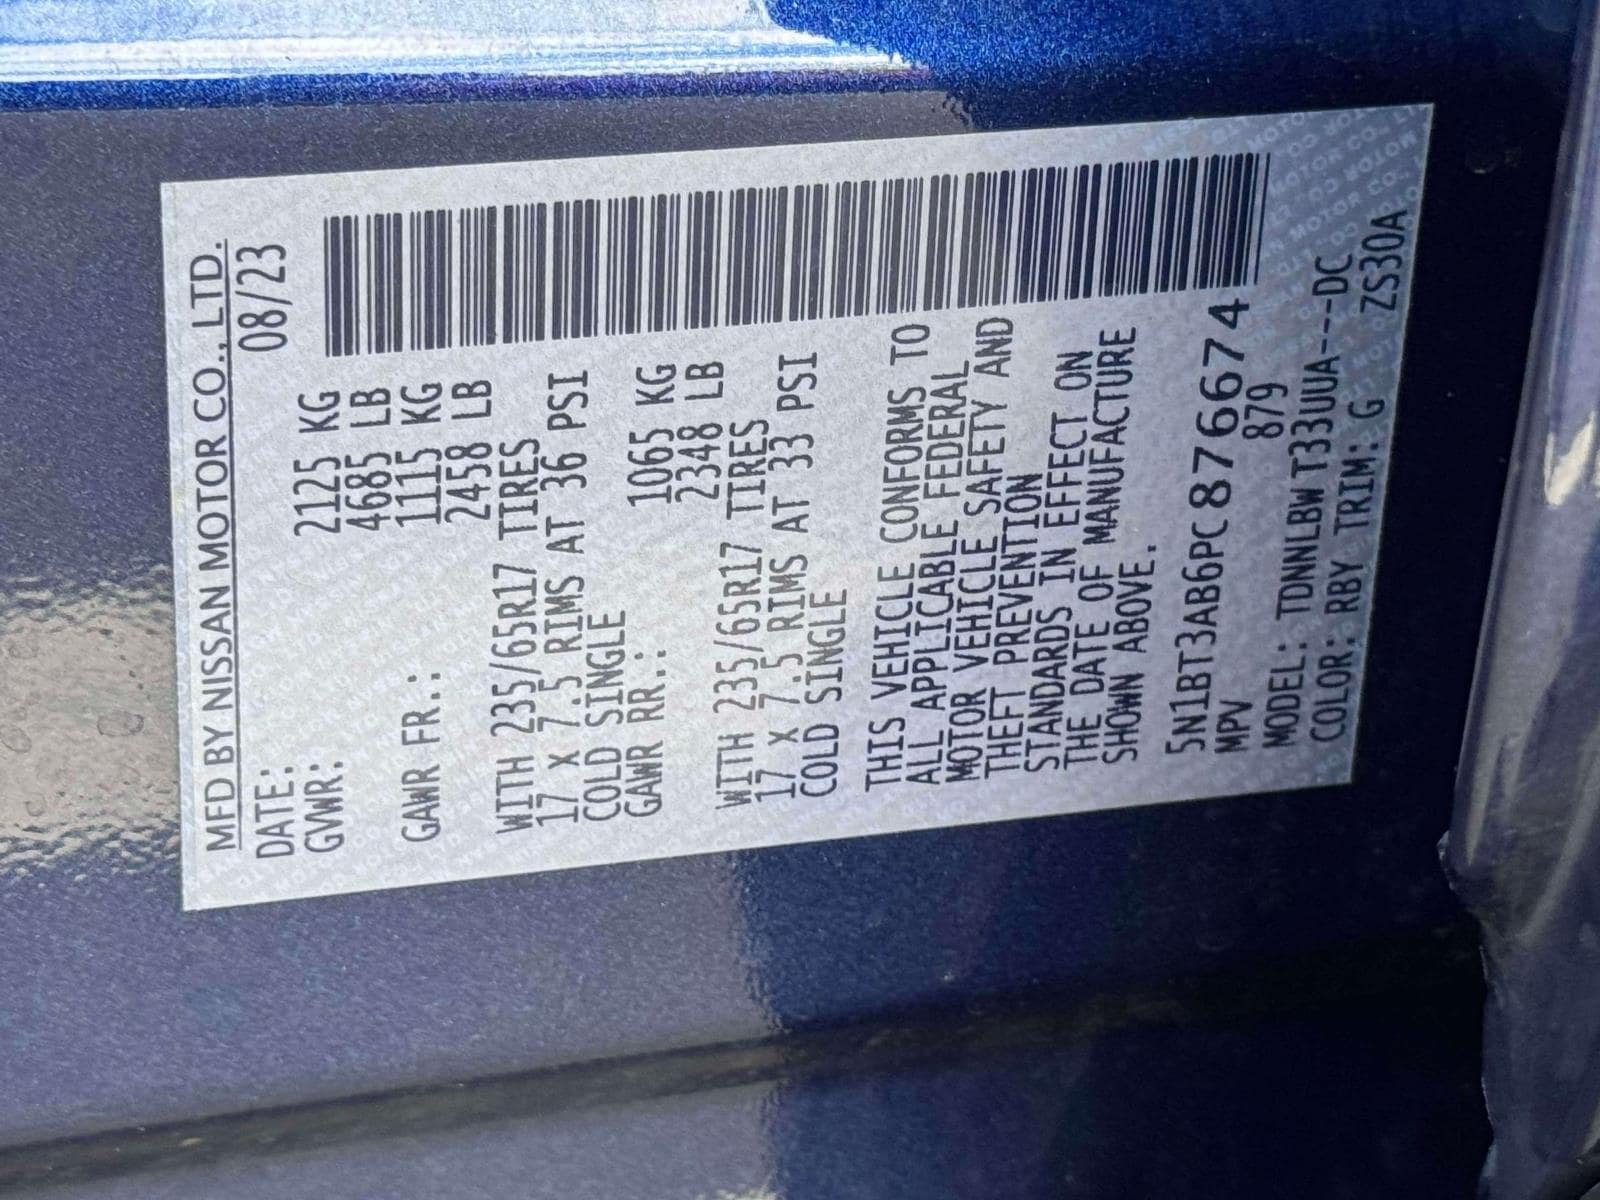 MFD BY NISSAN MOTOR CO., LTD.
DATE: 08/23
GVWR: 2125 KG
4685 LB
GAWR FR.: 1115 KG
2458 LB
WITH 235/65R17 TIRES
17 X 7.5 RIMS AT 36 PSI
COLD SINGLE
GAWR RR.: 1065 KG
2348 LB
WITH 235/65R17 TIRES
17 X 7.5 RIMS AT 33 PSI
COLD SINGLE
THIS VEHICLE CONFORMS TO
ALL APPLICABLE FEDERAL
MOTOR VEHICLE SAFETY AND
THEFT PREVENTION
STANDARDS IN EFFECT ON
THE DATE OF MANUFACTURE
SHOWN ABOVE.
5N1BT3AB6PC876674
MPV 879
MODEL: TDNNLBW T33UUA---DC
COLOR: RBY TRIM: G ZS30A